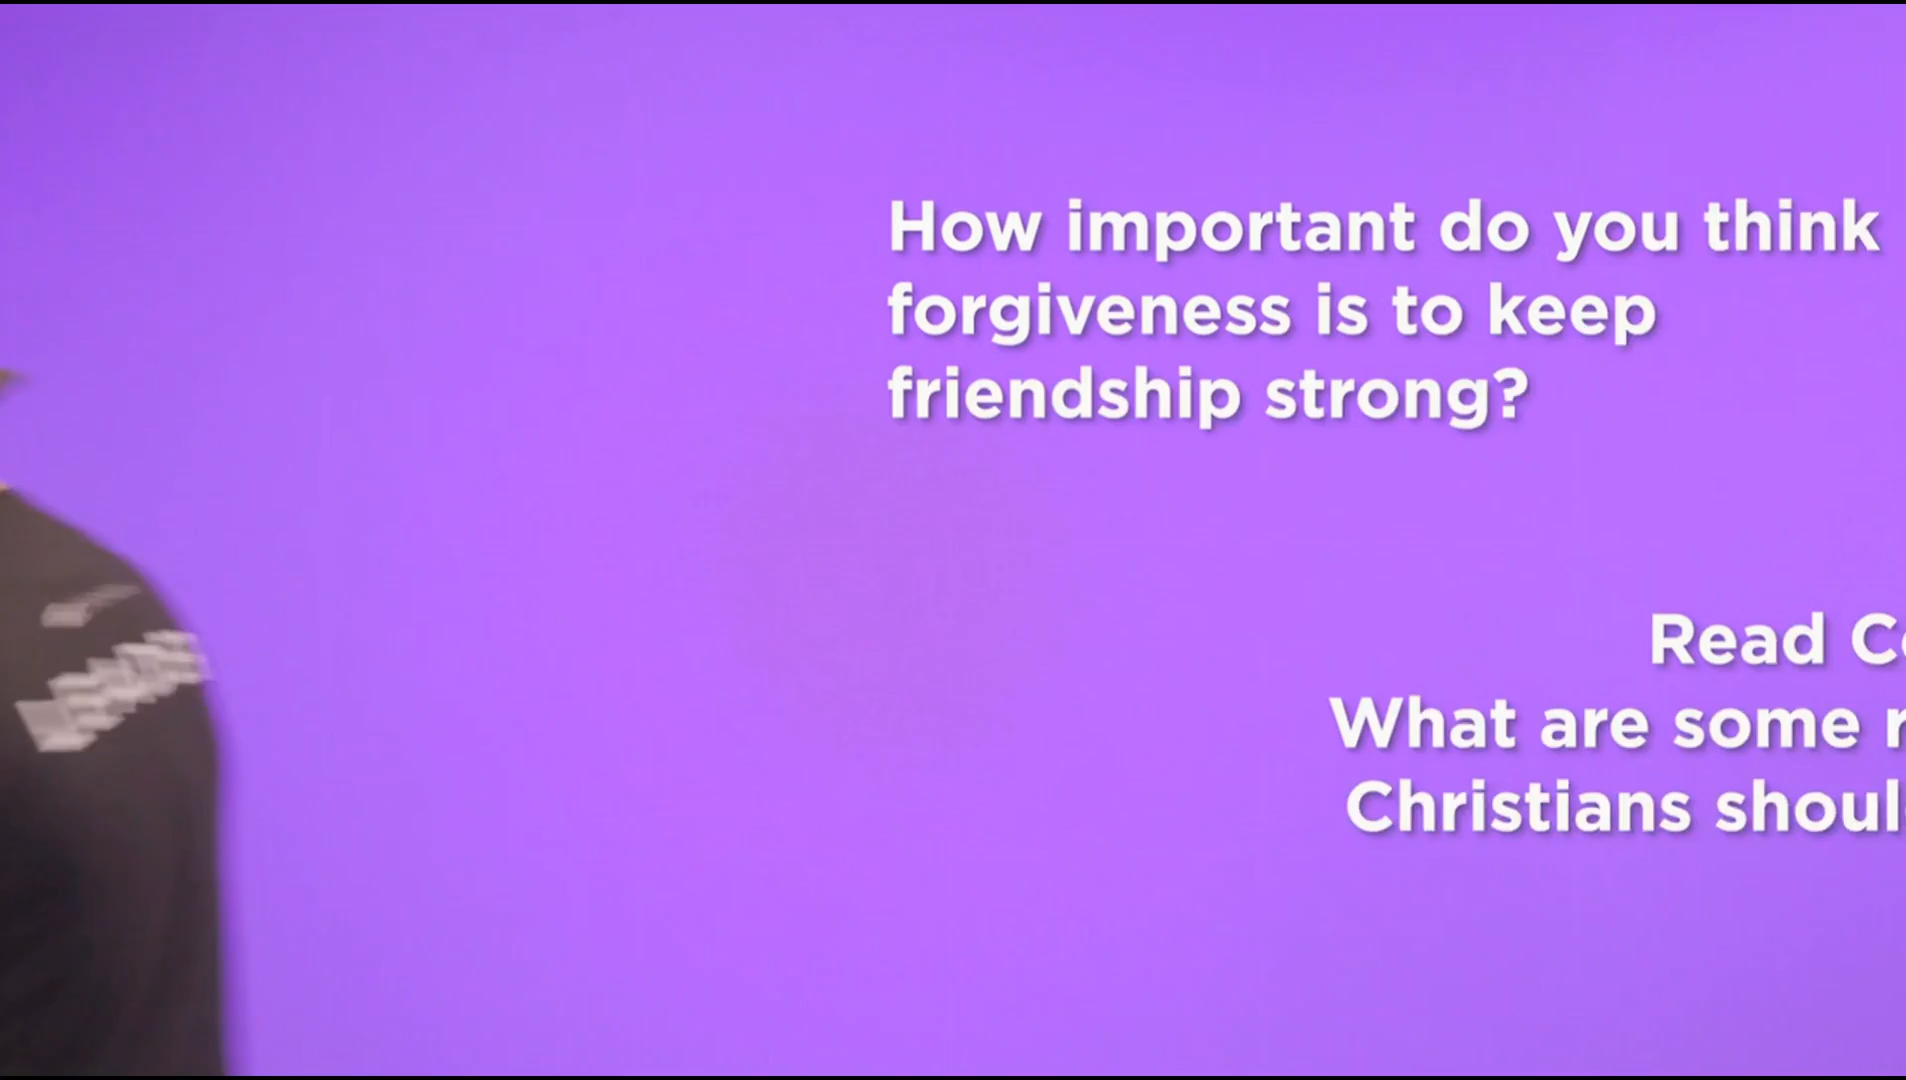 How important do you think
forgiveness is to keep
friendship strong?
Read
What are some
Christians